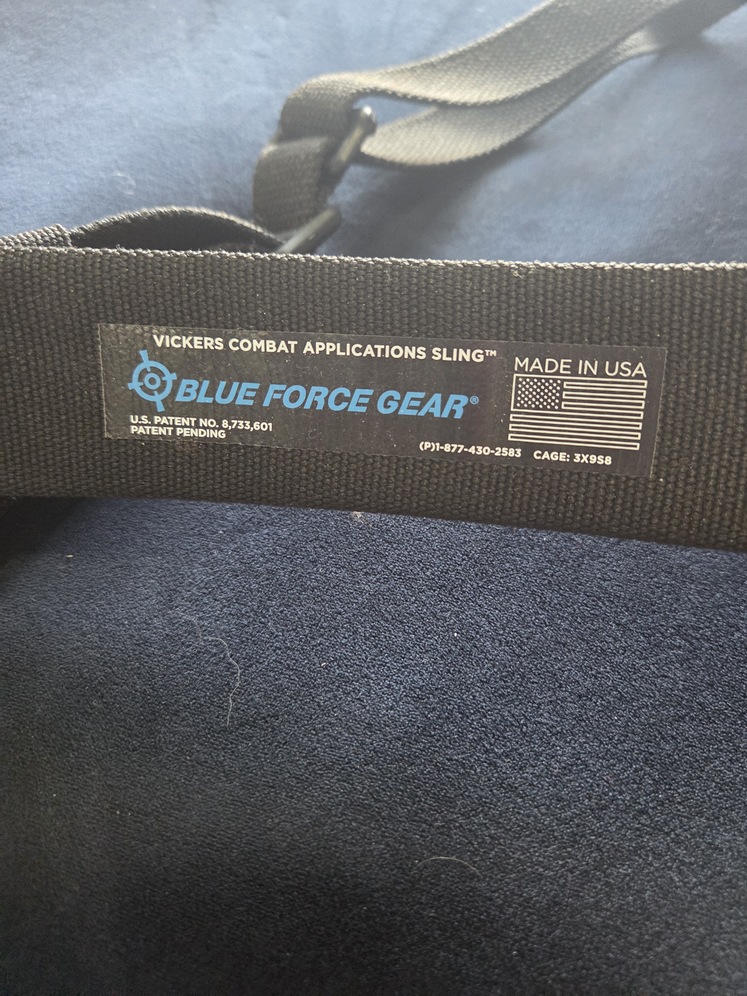 VICKERS COMBAT APPLICATIONS SLING™
BLUE FORCE GEAR®
U.S. PATENT NO. 8,733,601
PATENT PENDING
MADE IN USA
(P)1-877-430-2583 CAGE: 3X9S8